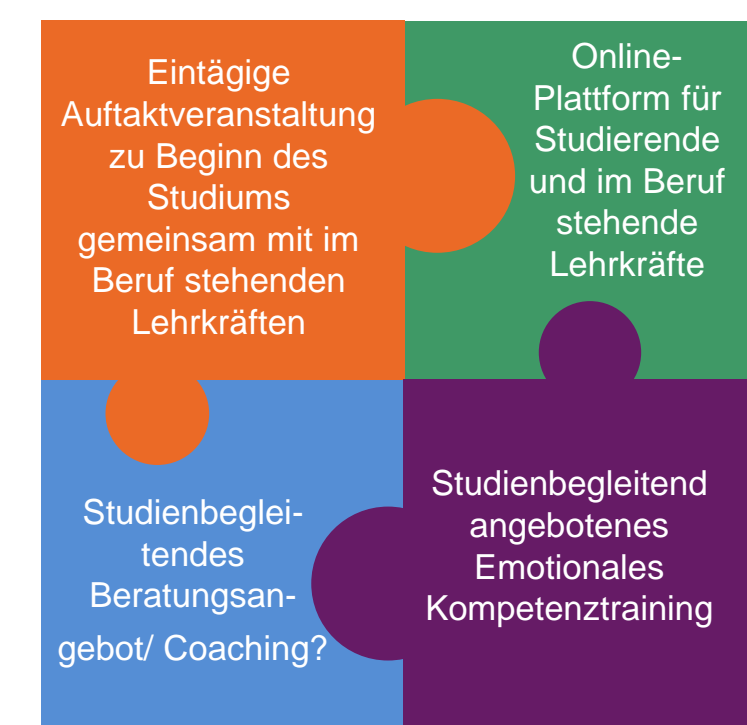 Eintägige
Auftaktveranstaltung
zu Beginn des
Studiums
gemeinsam mit im
Beruf stehenden
Lehrkräften
Online-
Plattform für
Studierende
und im Beruf
stehende
Lehrkräfte
Studienbeglei-
tendes
Beratungsan-
gebot/ Coaching?
Studienbegleitend
angebotenes
Emotionales
Kompetenztraining